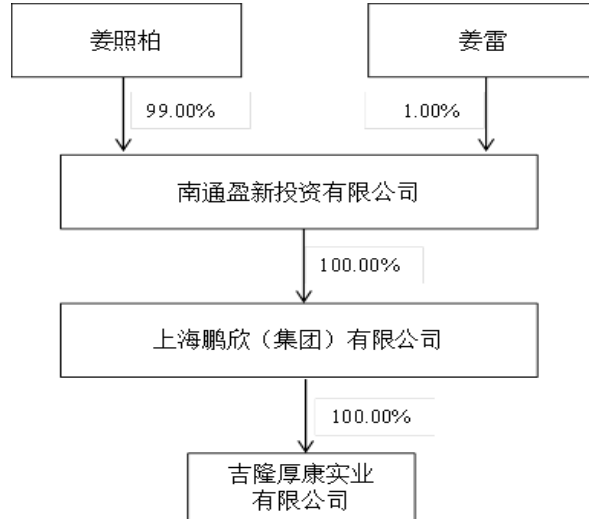 姜照柏
姜雷
99.00%
1.00%
南通盈新投资有限公司
100.00%
上海鹏欣（集团）有限公司
100.00%
吉隆厚康实业
有限公司